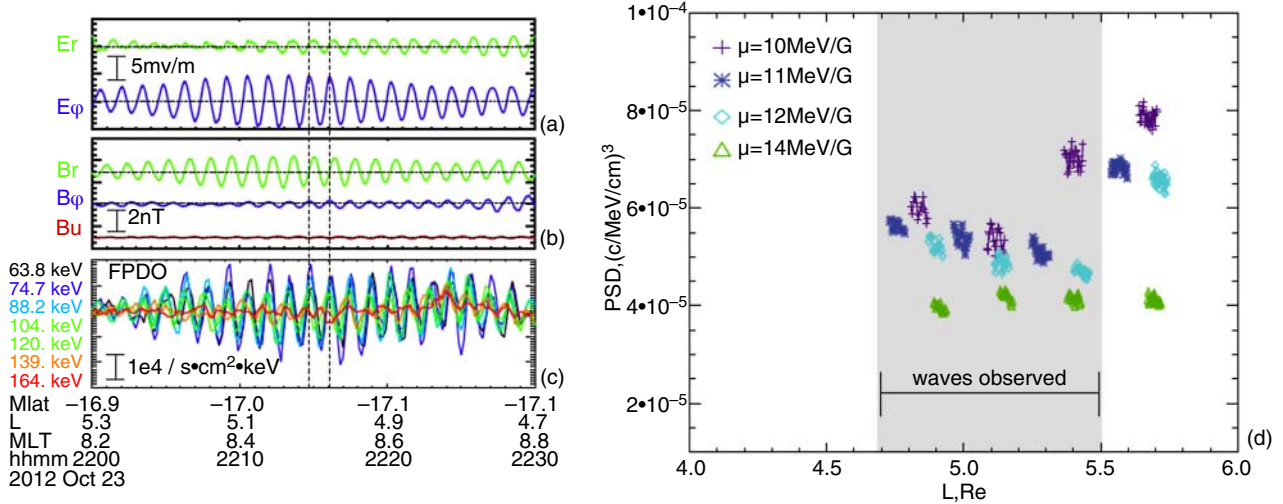 Er
5mv/m
Eφ
(a)
Br
Bφ
2nT
Bu
(b)
FPDO
63.8 keV
74.7 keV
88.2 keV
104. keV
120. keV
139. keV
164. keV
1e4 / s•cm²•keV
(c)
Mlat −16.9 −17.0 −17.1 −17.1
L 5.3 5.1 4.9 4.7
MLT 8.2 8.4 8.6 8.8
hhmm 2200 2210 2220 2230
2012 Oct 23
1•10⁻⁴
8•10⁻⁵
6•10⁻⁵
4•10⁻⁵
2•10⁻⁵
PSD,(c/MeV/cm)³
μ=10MeV/G
μ=11MeV/G
μ=12MeV/G
μ=14MeV/G
waves observed
(d)
4.0 4.5 5.0 5.5 6.0
L,Re